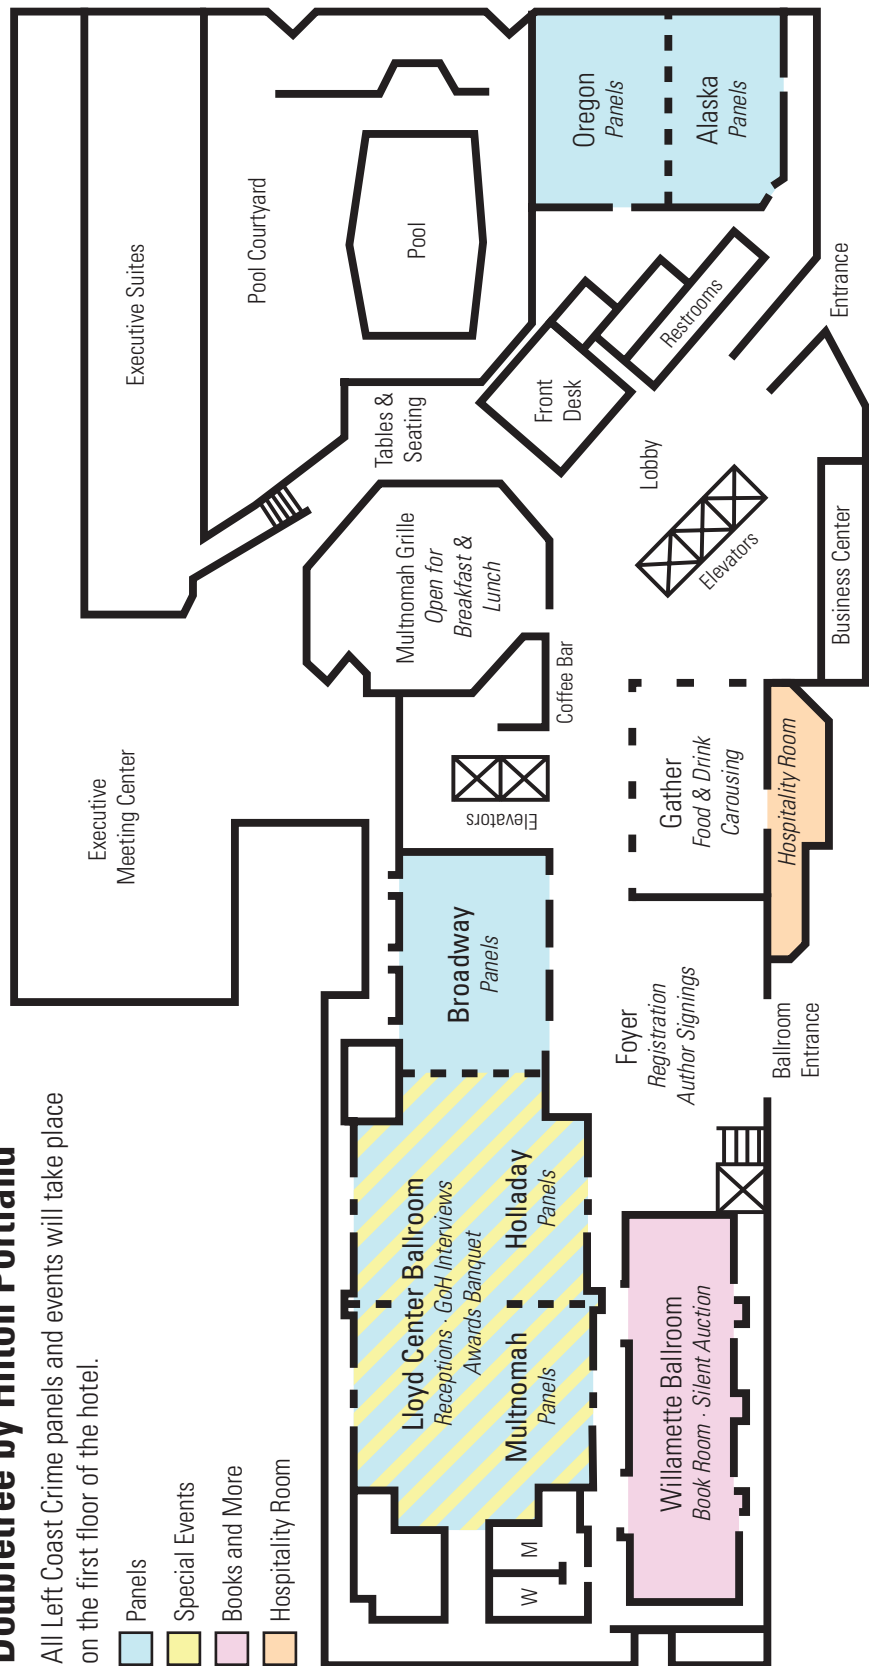 Doubletree by Hilton Portland
All Left Coast Crime panels and events will take place
on the first floor of the hotel.
Panels
Special Events
Books and More
Hospitality Room
Executive Suites
Pool Courtyard
Pool
Oregon
Panels
Alaska
Panels
Executive
Meeting Center
Tables &
Seating
Front
Desk
Restrooms
Entrance
Multnomah Grille
Open for
Breakfast &
Lunch
Lobby
Elevators
Business Center
Coffee Bar
Elevators
Gather
Food & Drink
Carousing
Hospitality Room
Broadway
Panels
Foyer
Registration
Author Signings
Ballroom
Entrance
Lloyd Center Ballroom
Receptions · GoH Interviews
Awards Banquet
Multnomah
Panels
Holladay
Panels
Willamette Ballroom
Book Room · Silent Auction
W
M